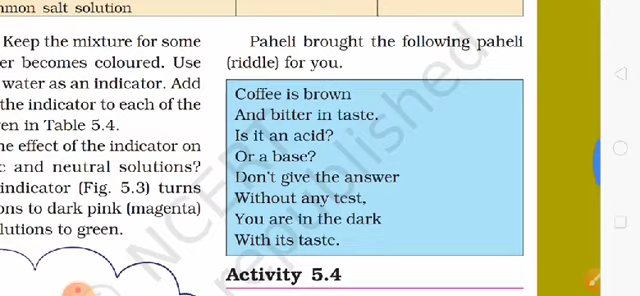 mmon salt solution
Keep the mixture for some
er becomes coloured. Use
water as an indicator. Add
the indicator to each of the
en in Table 5.4.
he effect of the indicator on
c and neutral solutions?
indicator (Fig. 5.3) turns
ons to dark pink (magenta)
lutions to green.
Paheli brought the following paheli
(riddle) for you.
Coffee is brown
And bitter in taste.
Is it an acid?
Or a base?
Don't give the answer
Without any test,
You are in the dark
With its taste.
Activity 5.4
NCERT
republished